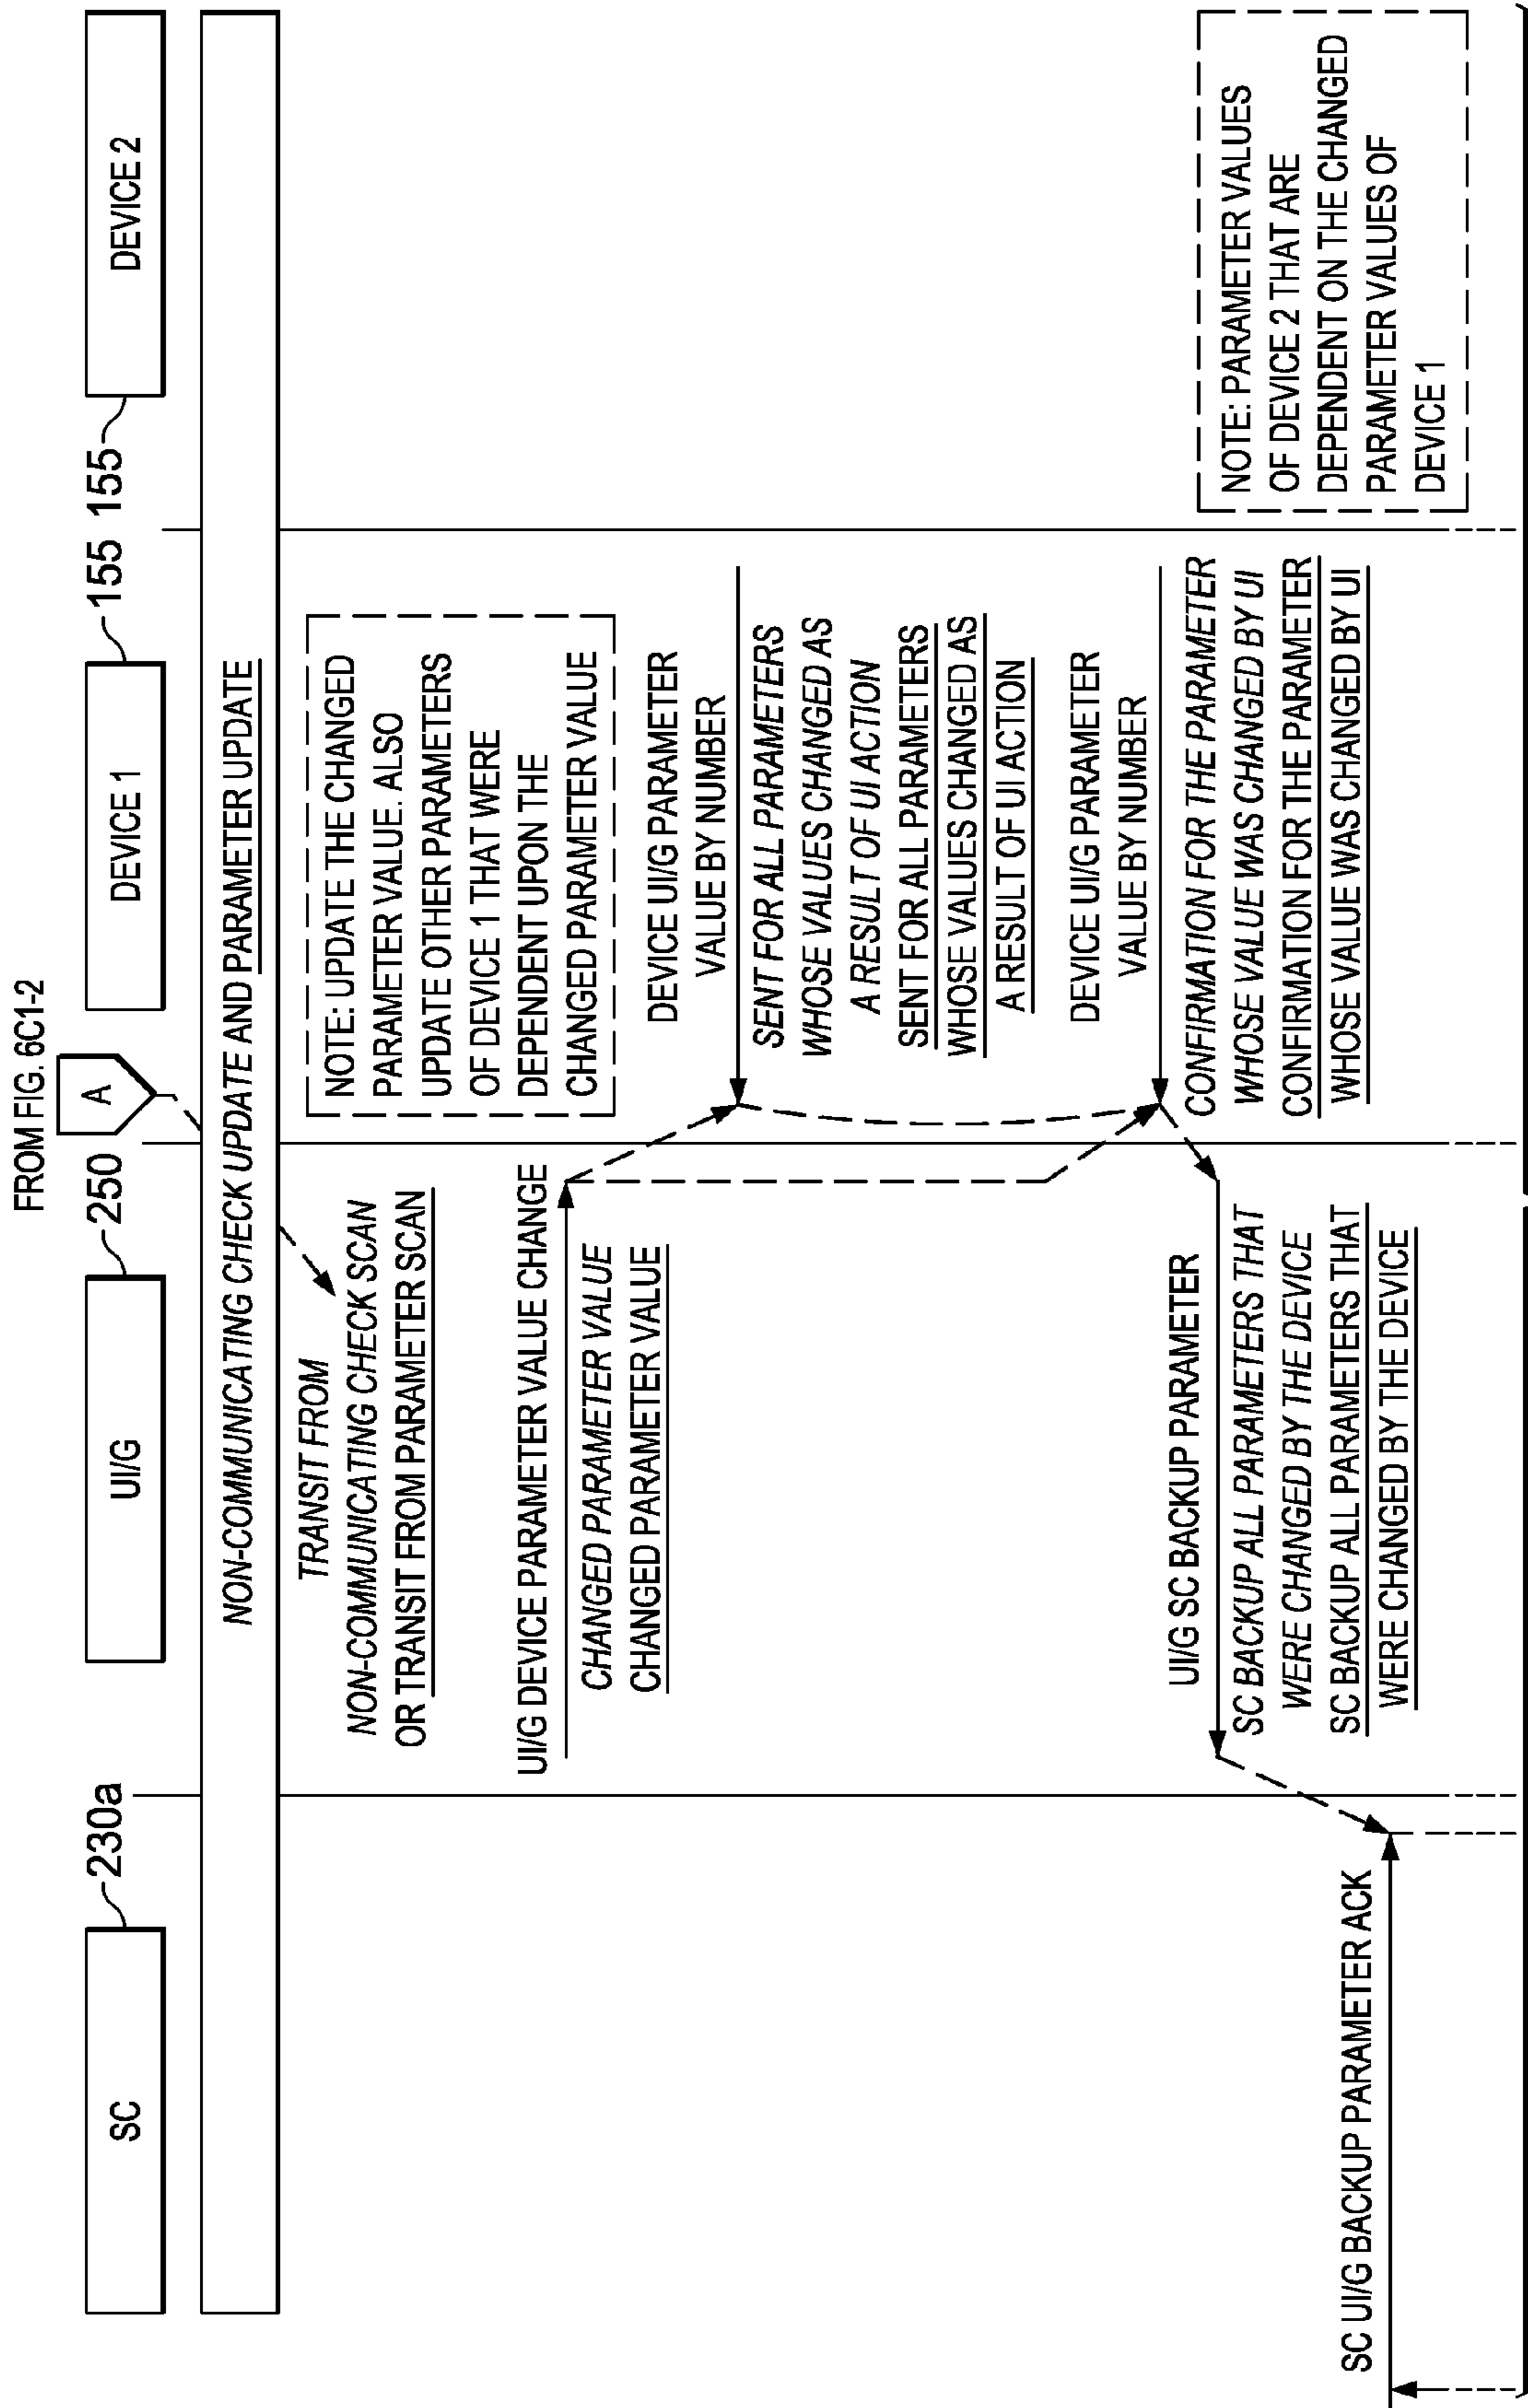 FROM FIG. 6C1-2
A
SC
230a
UI/G
250
DEVICE 1
155
155
DEVICE 2
NON-COMMUNICATING CHECK UPDATE AND PARAMETER UPDATE
TRANSIT FROM
NON-COMMUNICATING CHECK SCAN
OR TRANSIT FROM PARAMETER SCAN
NOTE: UPDATE THE CHANGED
PARAMETER VALUE. ALSO
UPDATE OTHER PARAMETERS
OF DEVICE 1 THAT WERE
DEPENDENT UPON THE
CHANGED PARAMETER VALUE
UI/G DEVICE PARAMETER VALUE CHANGE
CHANGED PARAMETER VALUE
CHANGED PARAMETER VALUE
DEVICE UI/G PARAMETER
VALUE BY NUMBER
SENT FOR ALL PARAMETERS
WHOSE VALUES CHANGED AS
A RESULT OF UI ACTION
SENT FOR ALL PARAMETERS
WHOSE VALUES CHANGED AS
A RESULT OF UI ACTION
DEVICE UI/G PARAMETER
VALUE BY NUMBER
CONFIRMATION FOR THE PARAMETER
WHOSE VALUE WAS CHANGED BY UI
CONFIRMATION FOR THE PARAMETER
WHOSE VALUE WAS CHANGED BY UI
UI/G SC BACKUP PARAMETER
SC BACKUP ALL PARAMETERS THAT
WERE CHANGED BY THE DEVICE
SC BACKUP ALL PARAMETERS THAT
WERE CHANGED BY THE DEVICE
NOTE: PARAMETER VALUES
OF DEVICE 2 THAT ARE
DEPENDENT ON THE CHANGED
PARAMETER VALUES OF
DEVICE 1
SC UI/G BACKUP PARAMETER ACK